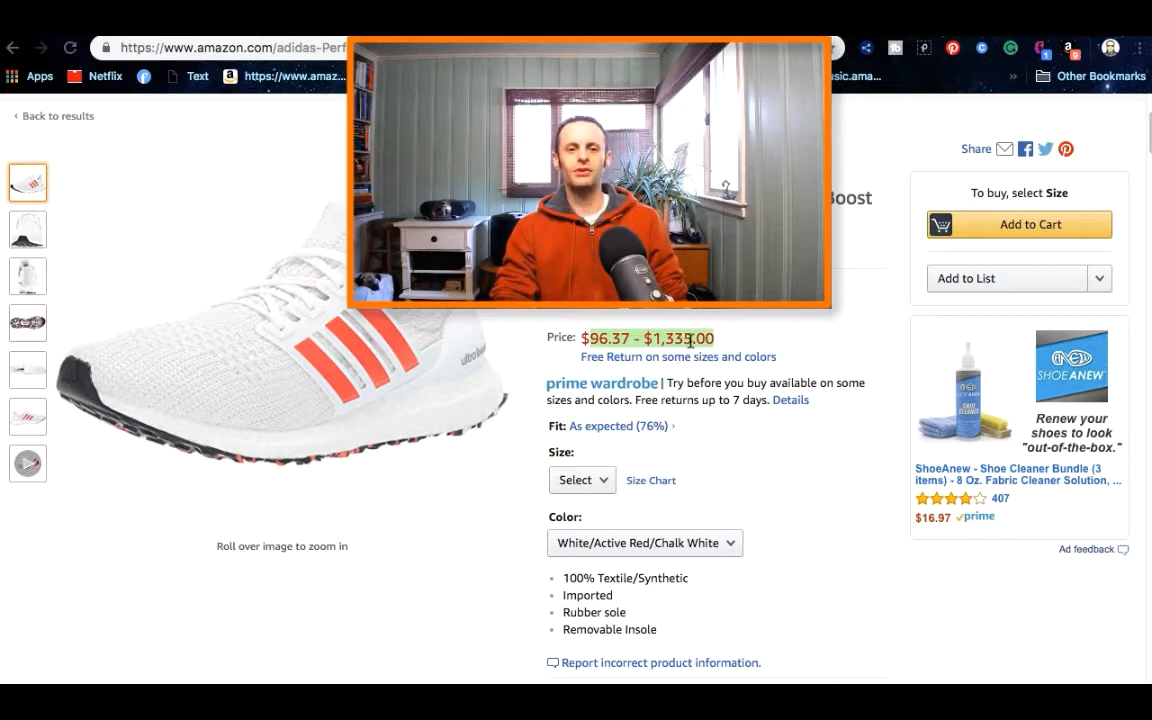 https://www.amazon.com/adidas-Perf
Apps
Netflix
Text
https://www.amaz...
usic.ama...
»
Other Bookmarks
‹ Back to results
Share
Boost
To buy, select Size
Add to Cart
Add to List
Price: $96.37 - $1,335.00
Free Return on some sizes and colors
prime wardrobe | Try before you buy available on some
sizes and colors. Free returns up to 7 days. Details
Fit: As expected (76%) ›
Size:
Select
Size Chart
Color:
White/Active Red/Chalk White
• 100% Textile/Synthetic
• Imported
• Rubber sole
• Removable Insole
Report incorrect product information.
Roll over image to zoom in
SHOE ANEW
Renew your
shoes to look
"out-of-the-box."
ShoeAnew - Shoe Cleaner Bundle (3
items) - 8 Oz. Fabric Cleaner Solution, ...
407
$16.97 prime
Ad feedback